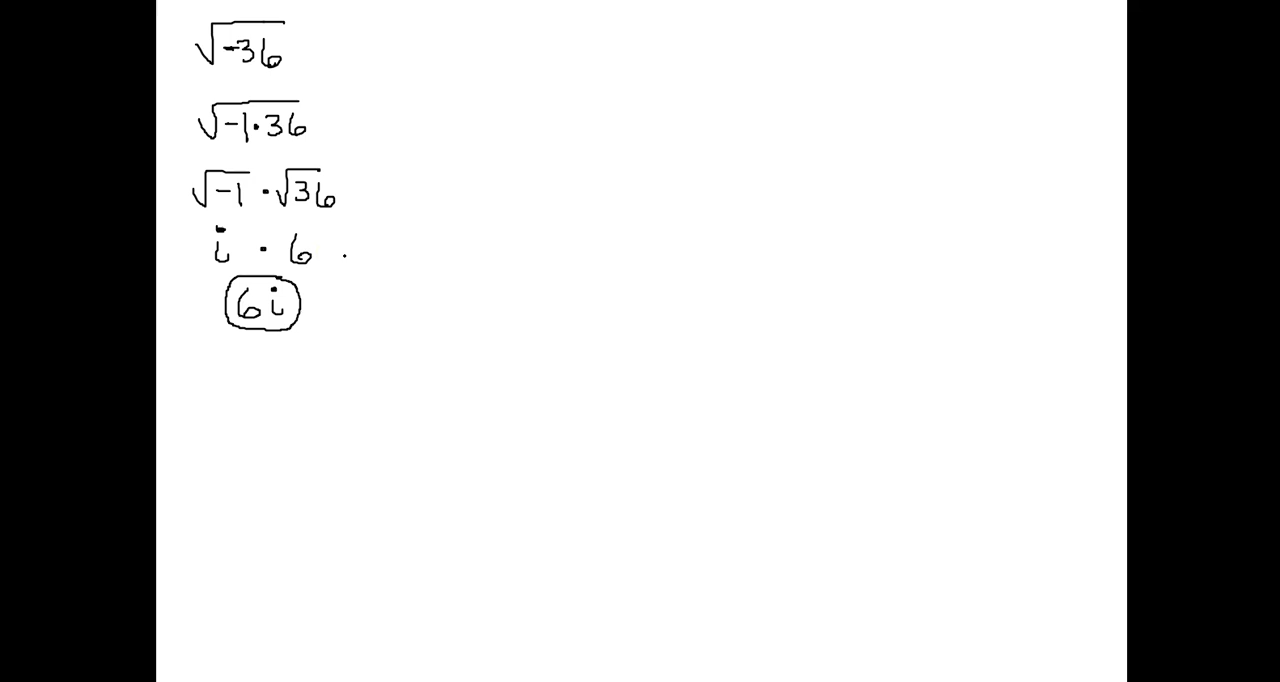 √-36
√-1·36
√-1 · √36
i · 6
6i